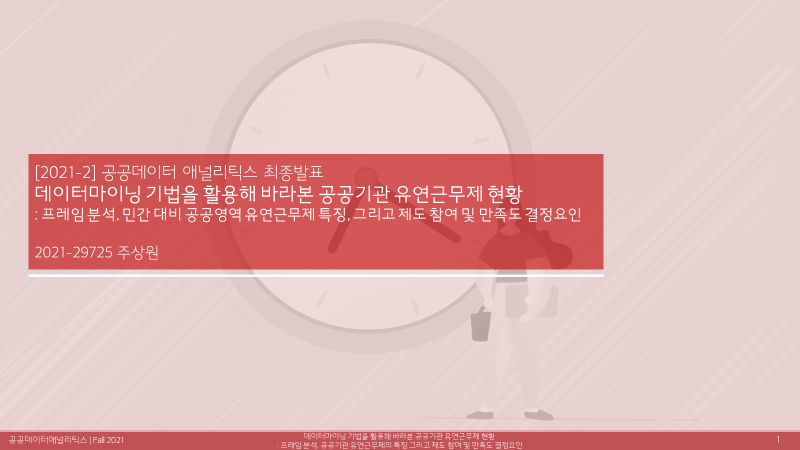 [2021-2] 공공데이터 애널리틱스 최종발표
데이터마이닝 기법을 활용해 바라본 공공기관 유연근무제 현황
: 프레임 분석, 민간 대비 공공영역 유연근무제 특징, 그리고 제도 참여 및 만족도 결정요인
2021-29725 주상원
공공데이터애널리틱스 | Fall 2021
데이터마이닝 기법을 활용해 바라본 공공기관 유연근무제 현황
: 프레임 분석, 공공기관 유연근무제의 특징 그리고 제도 참여 및 만족도 결정요인
1